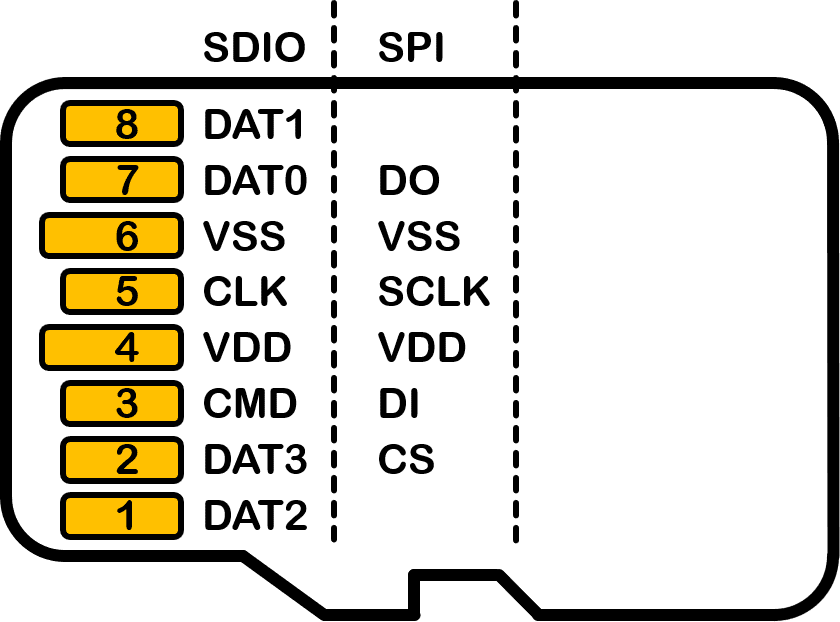 SDIO SPI
8 DAT1
7 DAT0 DO
6 VSS VSS
5 CLK SCLK
4 VDD VDD
3 CMD DI
2 DAT3 CS
1 DAT2